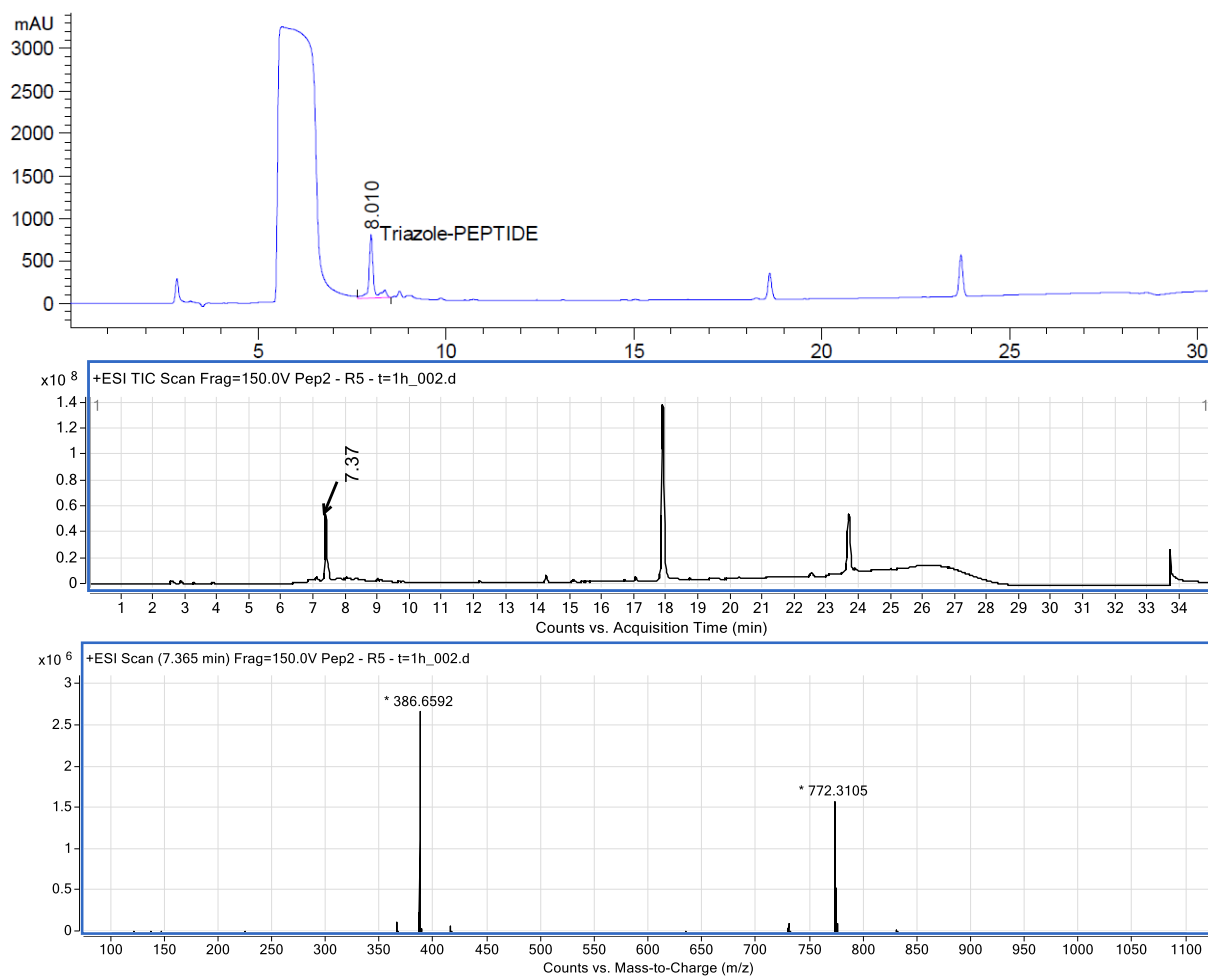 mAU
3000
2500
2000
1500
1000
500
0
8.010
Triazole-PEPTIDE
5 10 15 20 25 30
x10 8
+ESI TIC Scan Frag=150.0V Pep2 - R5 - t=1h_002.d
1 1
1.4
1.2
1
0.8
0.6
0.4
0.2
0
7.37
1 2 3 4 5 6 7 8 9 10 11 12 13 14 15 16 17 18 19 20 21 22 23 24 25 26 27 28 29 30 31 32 33 34
Counts vs. Acquisition Time (min)
x10 6
+ESI Scan (7.365 min) Frag=150.0V Pep2 - R5 - t=1h_002.d
3
2.5
2
1.5
1
0.5
0
* 386.6592
* 772.3105
100 150 200 250 300 350 400 450 500 550 600 650 700 750 800 850 900 950 1000 1050 1100
Counts vs. Mass-to-Charge (m/z)